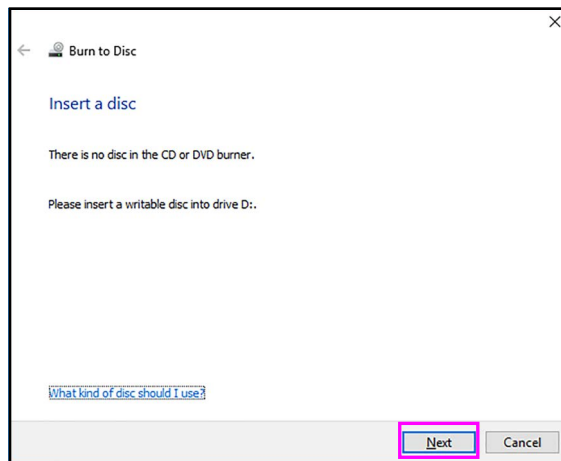 Burn to Disc
Insert a disc
There is no disc in the CD or DVD burner.
Please insert a writable disc into drive D:.
What kind of disc should I use?
Next Cancel